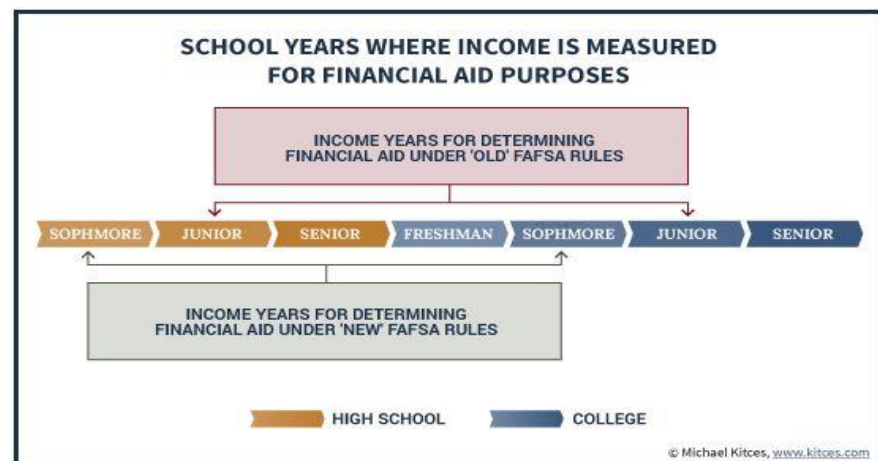 SCHOOL YEARS WHERE INCOME IS MEASURED
FOR FINANCIAL AID PURPOSES
INCOME YEARS FOR DETERMINING
FINANCIAL AID UNDER 'OLD' FAFSA RULES
SOPHMORE JUNIOR SENIOR FRESHMAN SOPHMORE JUNIOR SENIOR
INCOME YEARS FOR DETERMINING
FINANCIAL AID UNDER 'NEW' FAFSA RULES
HIGH SCHOOL COLLEGE
© Michael Kitces, www.kitces.com